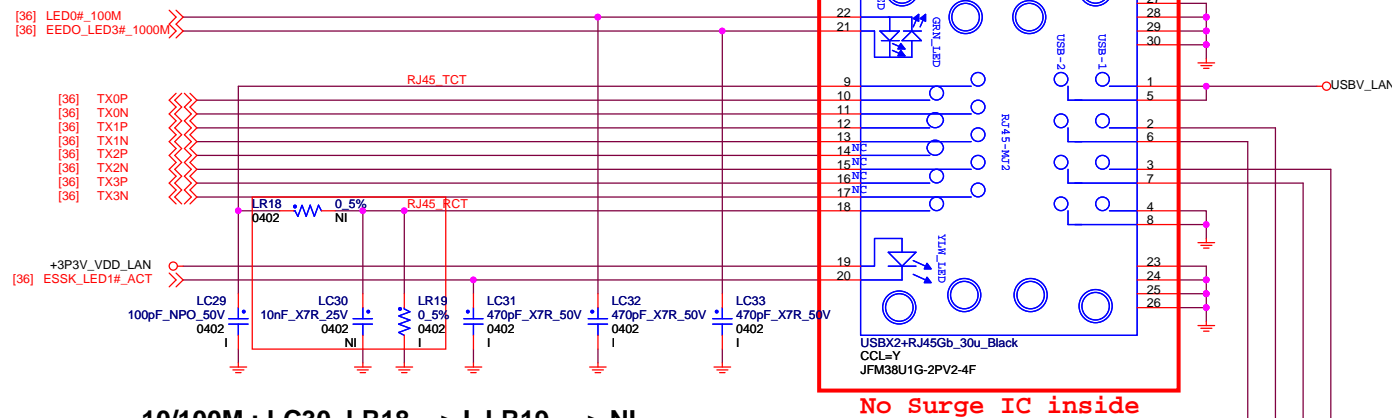 [36] LED0#_100M
[36] EEDO_LED3#_1000M
22
21
GRN_LED
27
28
29
30
USB-2
USB-1
RJ45_TCT
9
1
USBV_LAN
[36] TX0P
10
5
[36] TX0N
11
[36] TX1P
12
2
[36] TX1N
13
6
[36] TX2P
14
NC
[36] TX2N
15
NC
3
[36] TX3P
16
NC
7
[36] TX3N
17
NC
RJ45-MJ2
LR18
0402
0_5%
NI
RJ45_RCT
18
4
8
+3P3V_VDD_LAN
19
[36] ESSK_LED1#_ACT
20
YLW_LED
23
24
25
26
LC29
100pF_NPO_50V
0402
I
LC30
10nF_X7R_25V
0402
NI
LR19
0_5%
0402
I
LC31
470pF_X7R_50V
0402
I
LC32
470pF_X7R_50V
0402
I
LC33
470pF_X7R_50V
0402
I
USBX2+RJ45Gb_30u_Black
CCL=Y
JFM38U1G-2PV2-4F
No Surge IC inside